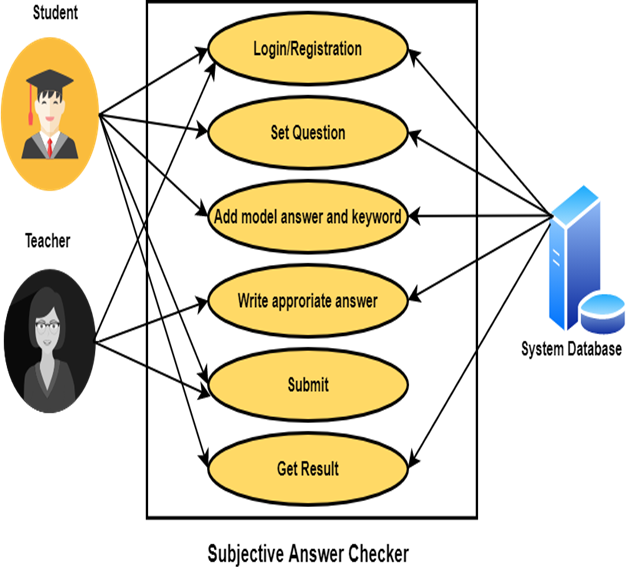 Student
Login/Registration
Set Question
Add model answer and keyword
Teacher
Write approriate answer
System Database
Submit
Get Result
Subjective Answer Checker